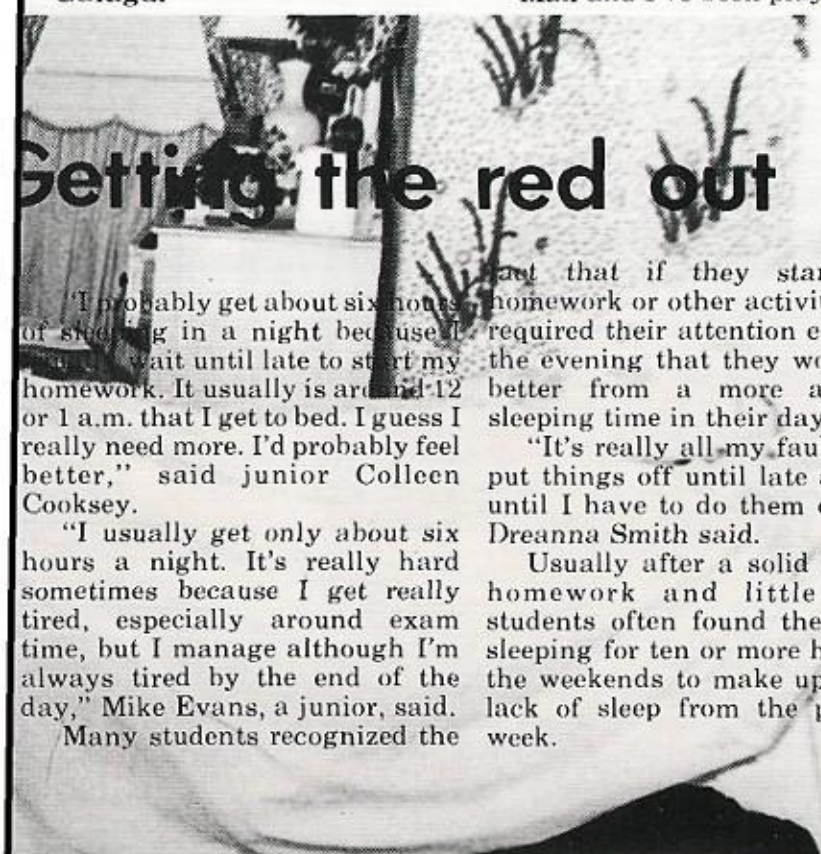 Getting the red out
"I probably get about six hours
of sleeping in a night because I
usually wait until late to start my
homework. It usually is around 12
or 1 a.m. that I get to bed. I guess I
really need more. I'd probably feel
better," said junior Colleen
Cooksey.
"I usually get only about six
hours a night. It's really hard
sometimes because I get really
tired, especially around exam
time, but I manage although I'm
always tired by the end of the
day," Mike Evans, a junior, said.
Many students recognized the
fact that if they star
homework or other activit
required their attention e
the evening that they wo
better from a more a
sleeping time in their day
"It's really all my faul
put things off until late a
until I have to do them
Dreanna Smith said.
Usually after a solid
homework and little
students often found the
sleeping for ten or more h
the weekends to make up
lack of sleep from the p
week.